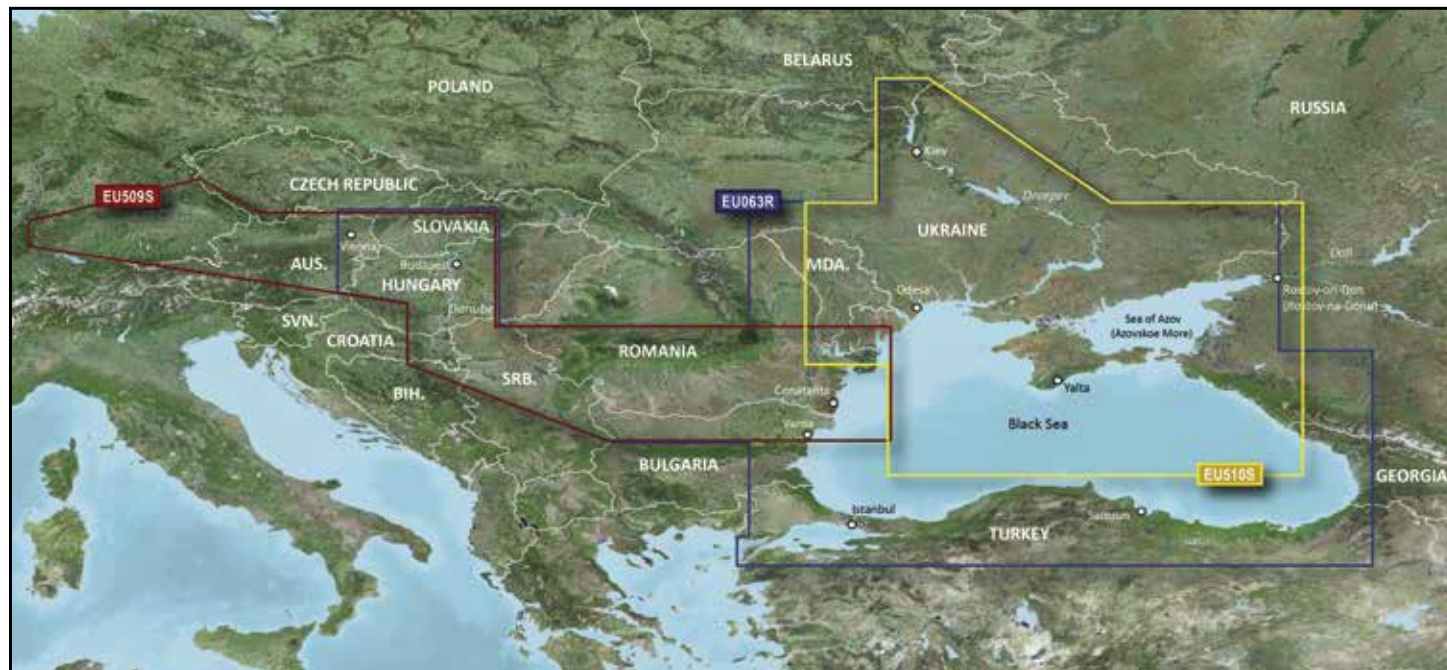 BELARUS
POLAND
RUSSIA
Kiev
CZECH REPUBLIC
EU509S
EU063R
Dnieper
SLOVAKIA
UKRAINE
Vienna
Don
AUS.
Budapest
MDA.
HUNGARY
Rostov-on-Don
(Rostov-na-Donu)
Danube
Odesa
SVN.
Sea of Azov
(Azovskoe More)
CROATIA
ROMANIA
SRB.
Yalta
BIH.
Constanta
Black Sea
Varna
BULGARIA
EU510S
GEORGIA
Istanbul
Samsun
TURKEY